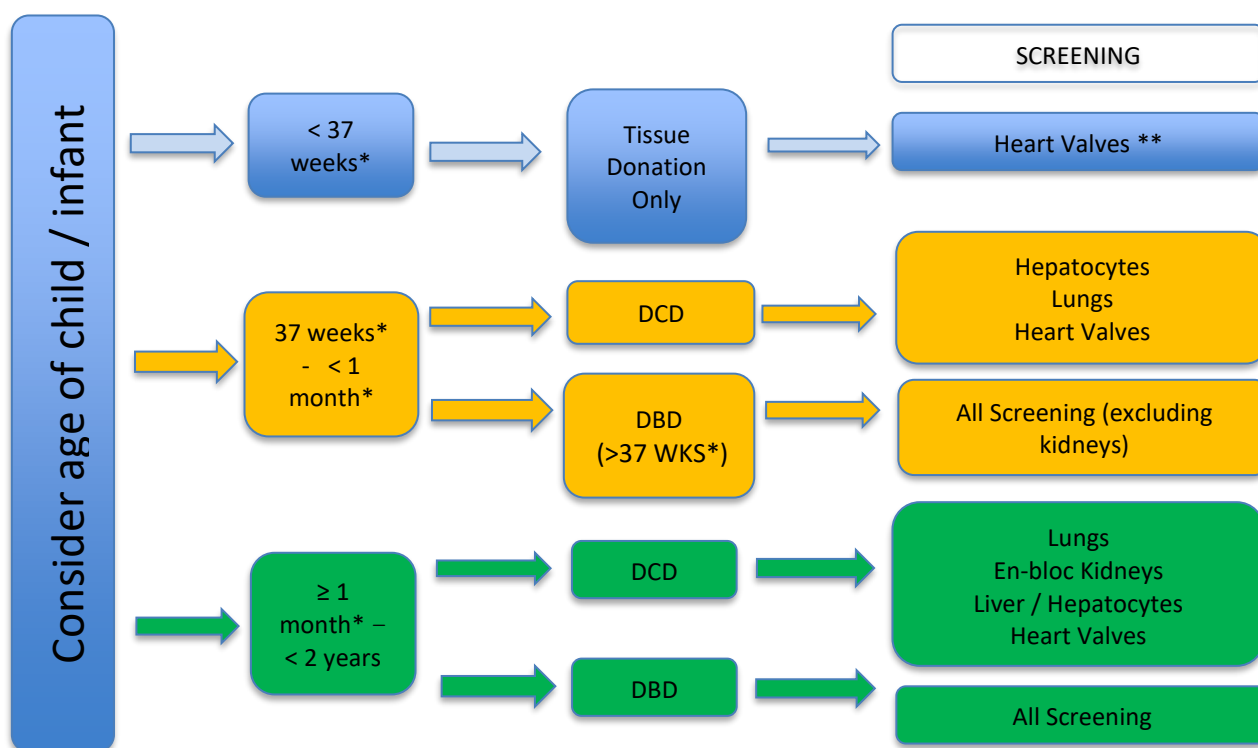 Consider age of child / infant
SCREENING
< 37
weeks*
Tissue
Donation
Only
Heart Valves **
37 weeks*
- < 1
month*
DCD
Hepatocytes
Lungs
Heart Valves
DBD
(>37 WKS*)
All Screening (excluding
kidneys)
≥ 1
month* –
< 2 years
DCD
Lungs
En-bloc Kidneys
Liver / Hepatocytes
Heart Valves
DBD
All Screening